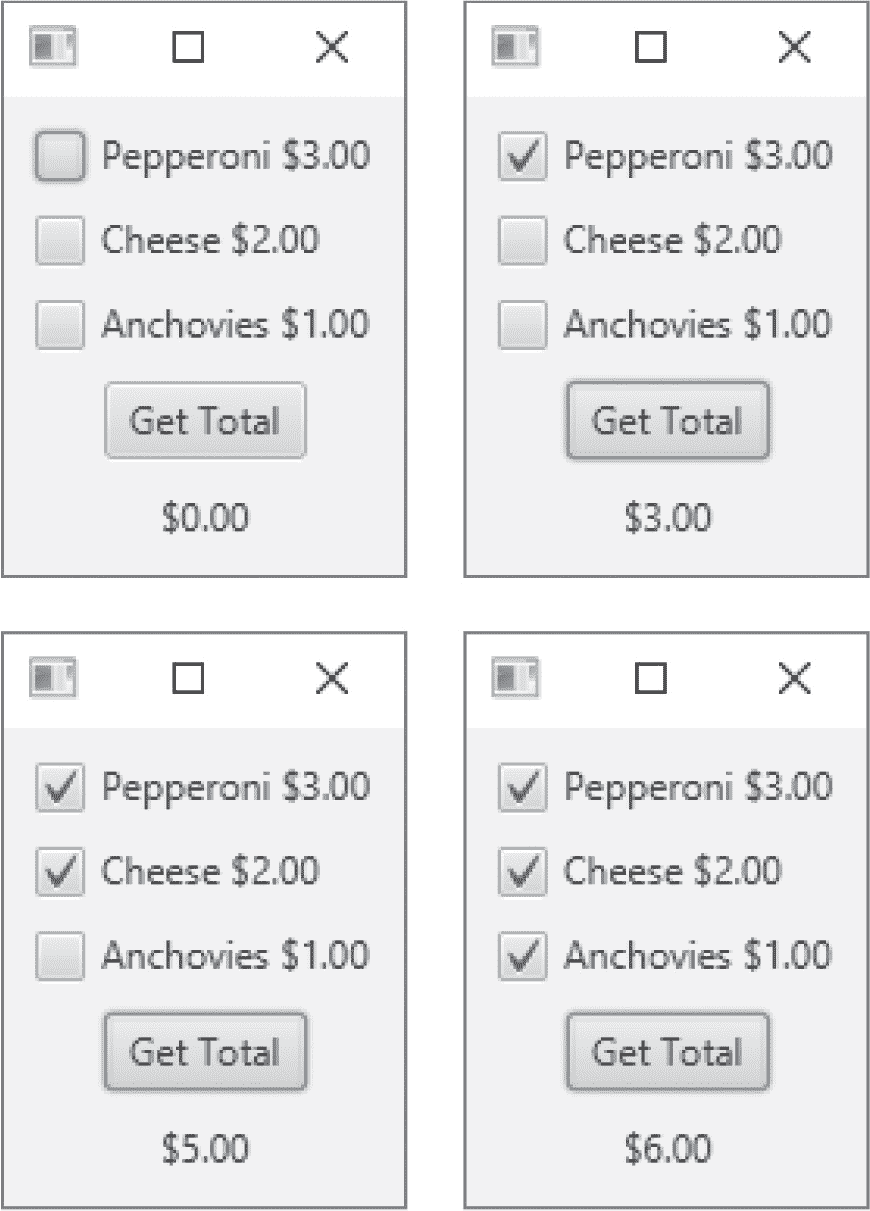 Pepperoni $3.00
Cheese $2.00
Anchovies $1.00
Get Total
$0.00
Pepperoni $3.00
Cheese $2.00
Anchovies $1.00
Get Total
$3.00
Pepperoni $3.00
Cheese $2.00
Anchovies $1.00
Get Total
$5.00
Pepperoni $3.00
Cheese $2.00
Anchovies $1.00
Get Total
$6.00